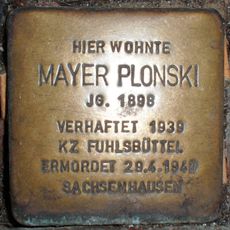 HIER WOHNTE
MAYER PLONSKI
JG. 1898
VERHAFTET 1939
KZ FUHLSBÜTTEL
ERMORDET 29.4.1940
SACHSENHAUSEN